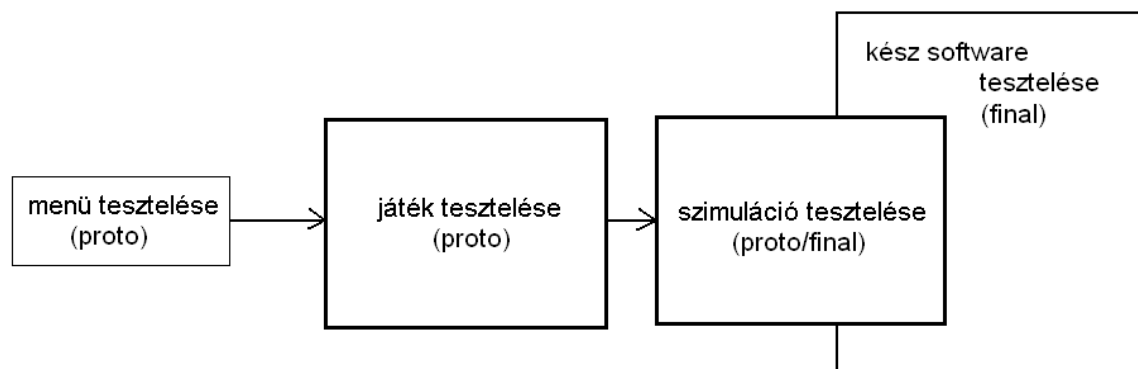 kész software
tesztelése
(final)
menü tesztelése
(proto)
játék tesztelése
(proto)
szimuláció tesztelése
(proto/final)